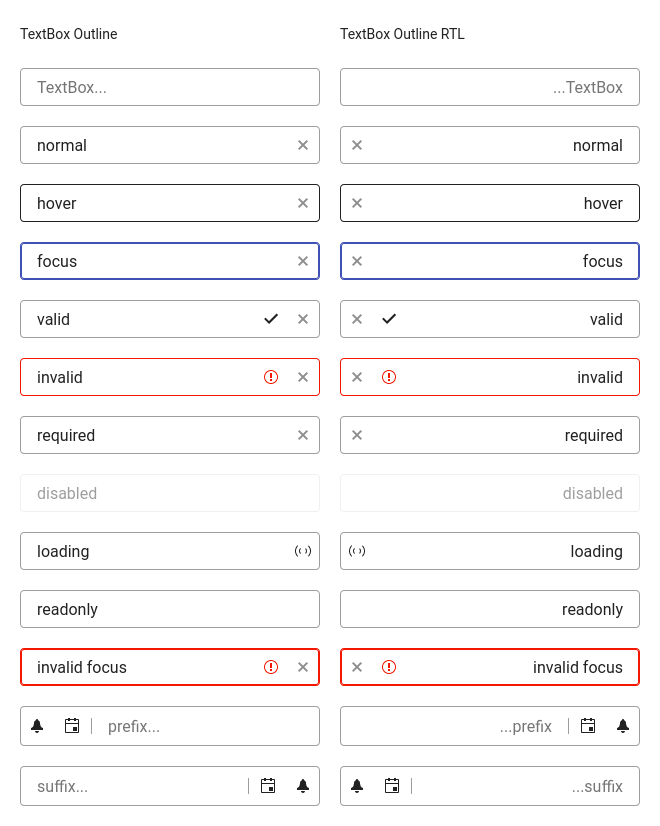 TextBox Outline
TextBox Outline RTL
TextBox...
...TextBox
normal
normal
hover
hover
focus
focus
valid
valid
invalid
invalid
required
required
disabled
disabled
loading
loading
readonly
readonly
invalid focus
invalid focus
prefix...
...prefix
suffix...
...suffix